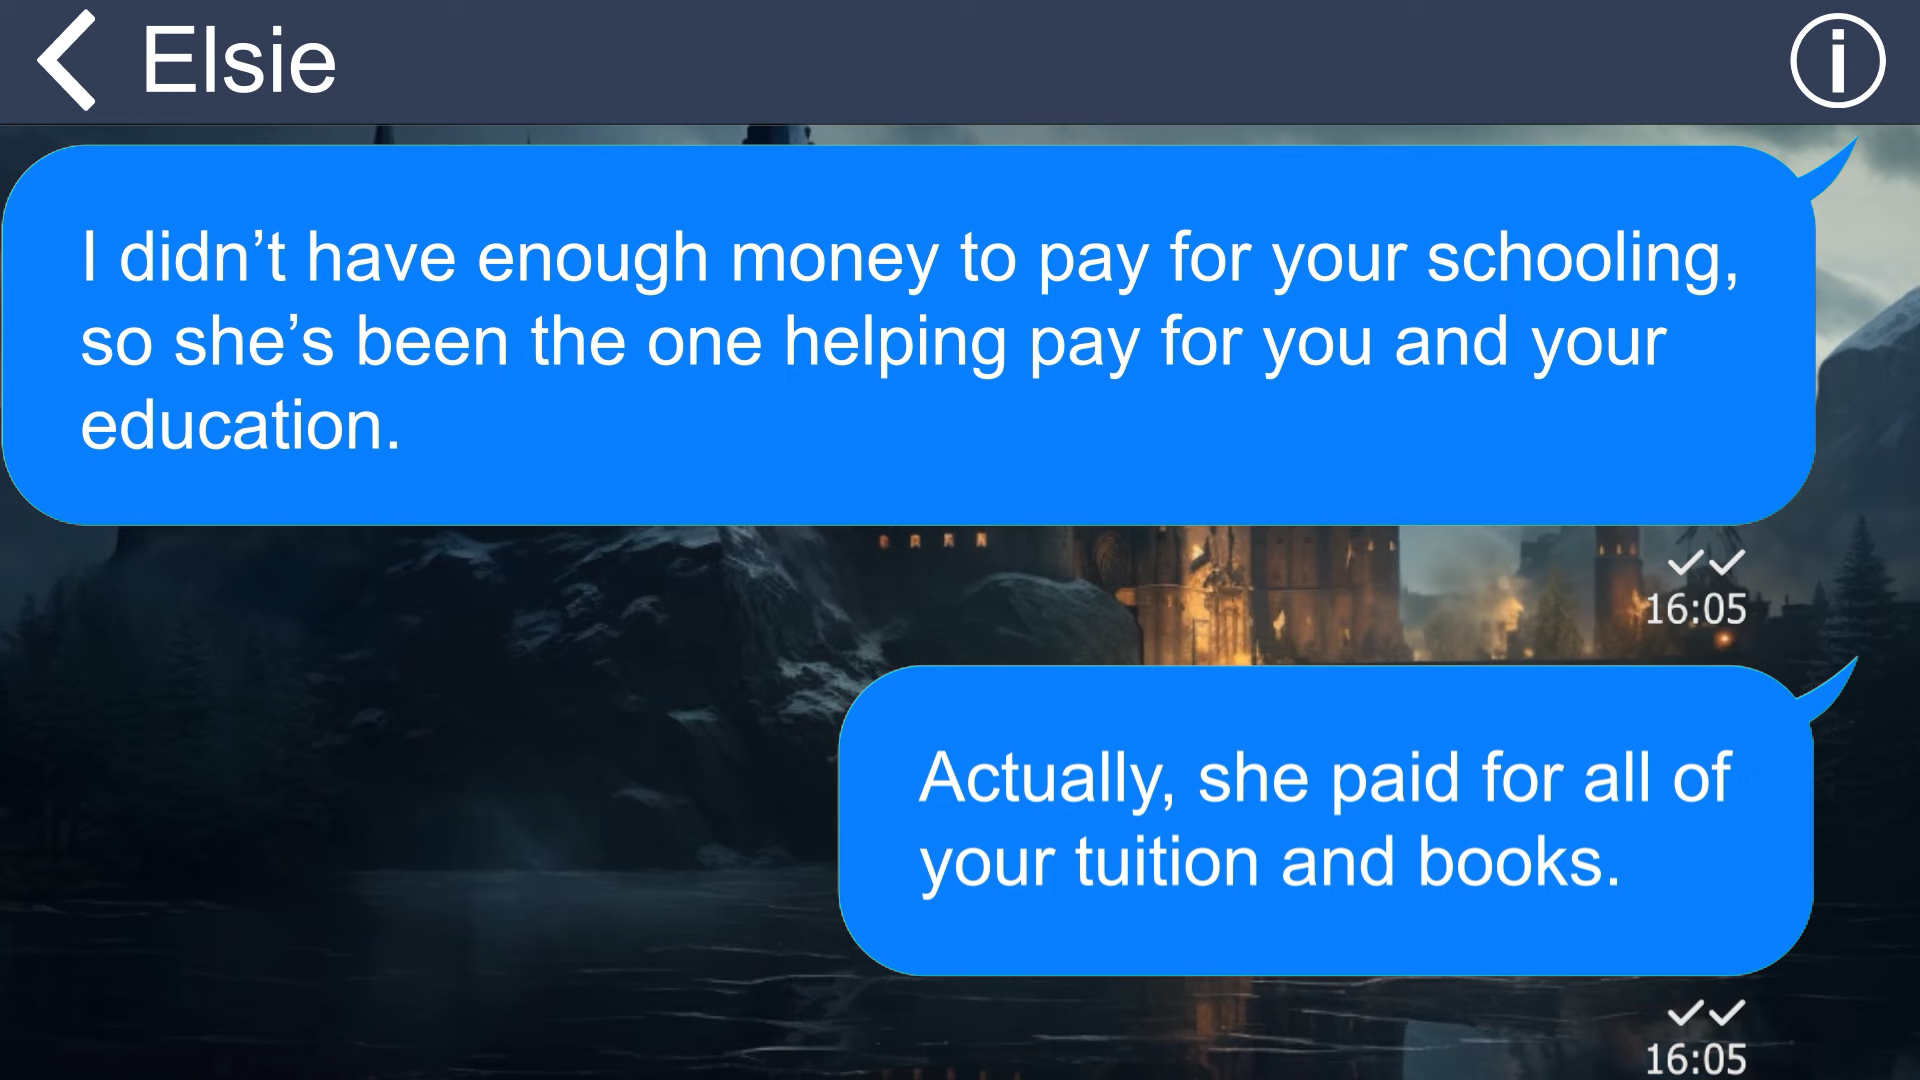 Elsie
I didn’t have enough money to pay for your schooling,
so she’s been the one helping pay for you and your
education.
16:05
Actually, she paid for all of
your tuition and books.
16:05